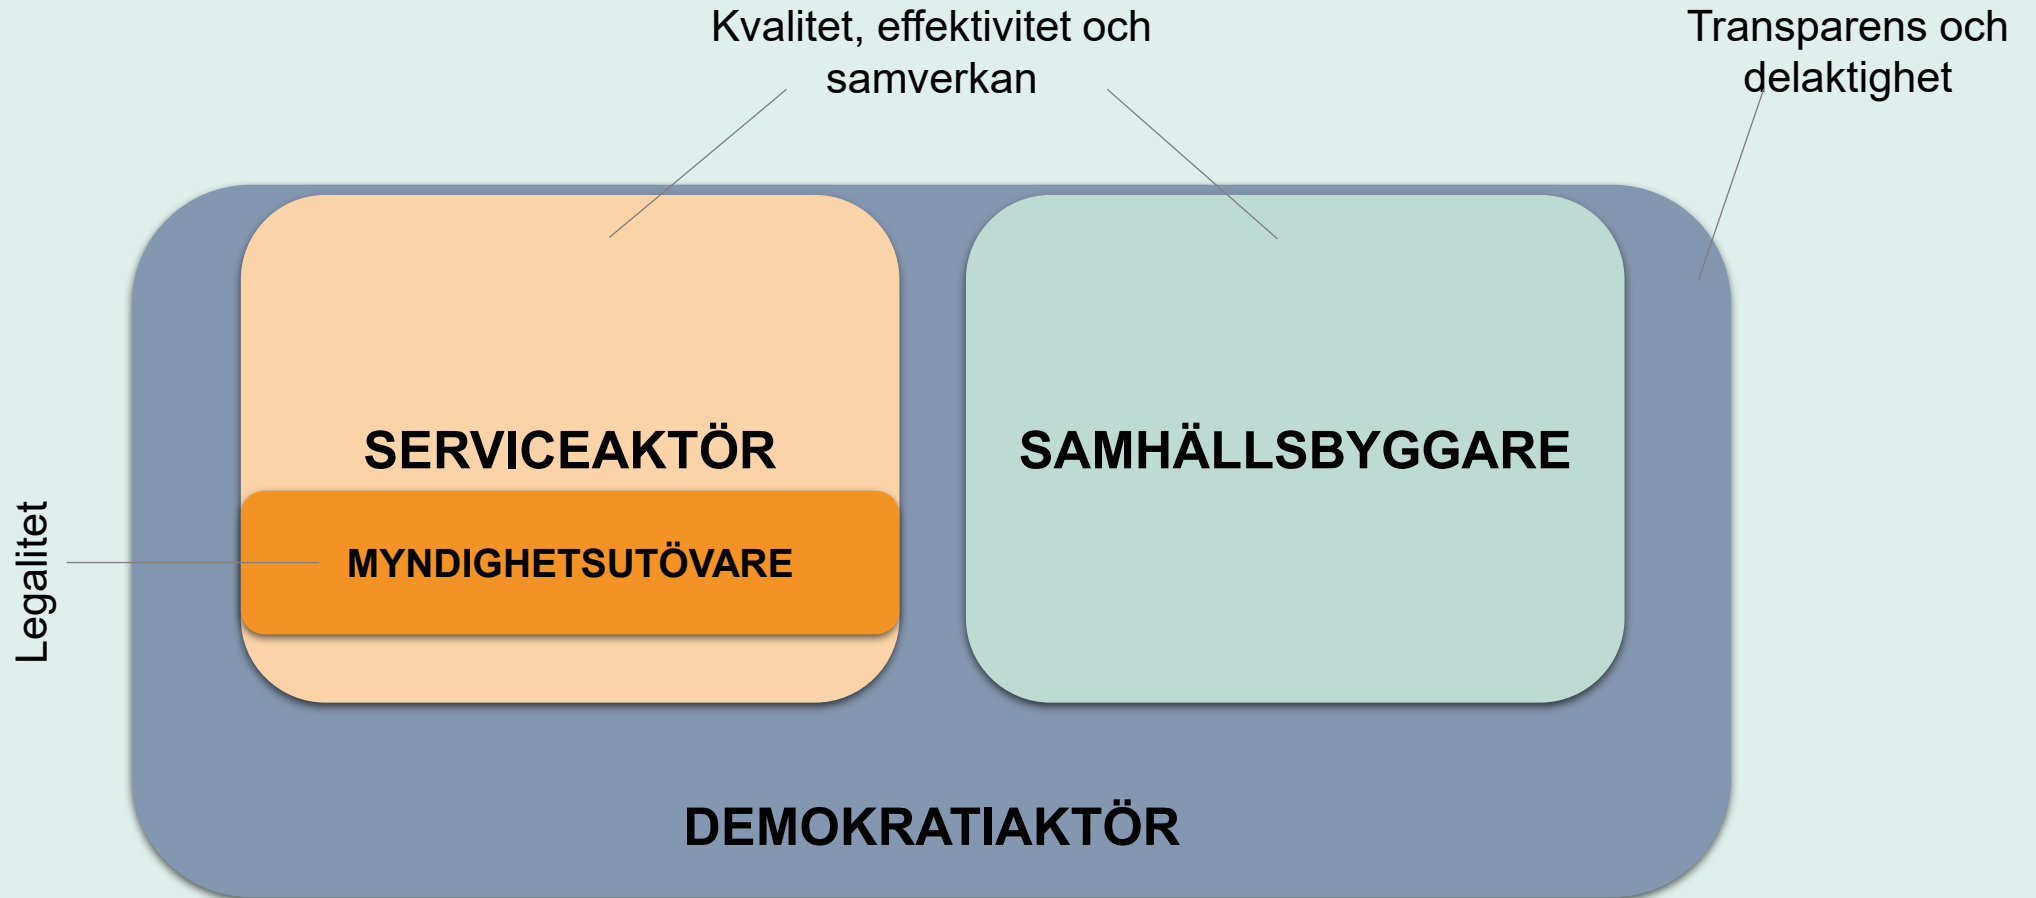 Kvalitet, effektivitet och
samverkan
Transparens och
delaktighet
SERVICEAKTÖR
SAMHÄLLSBYGGARE
Legalitet
MYNDIGHETSUTÖVARE
DEMOKRATIAKTÖR